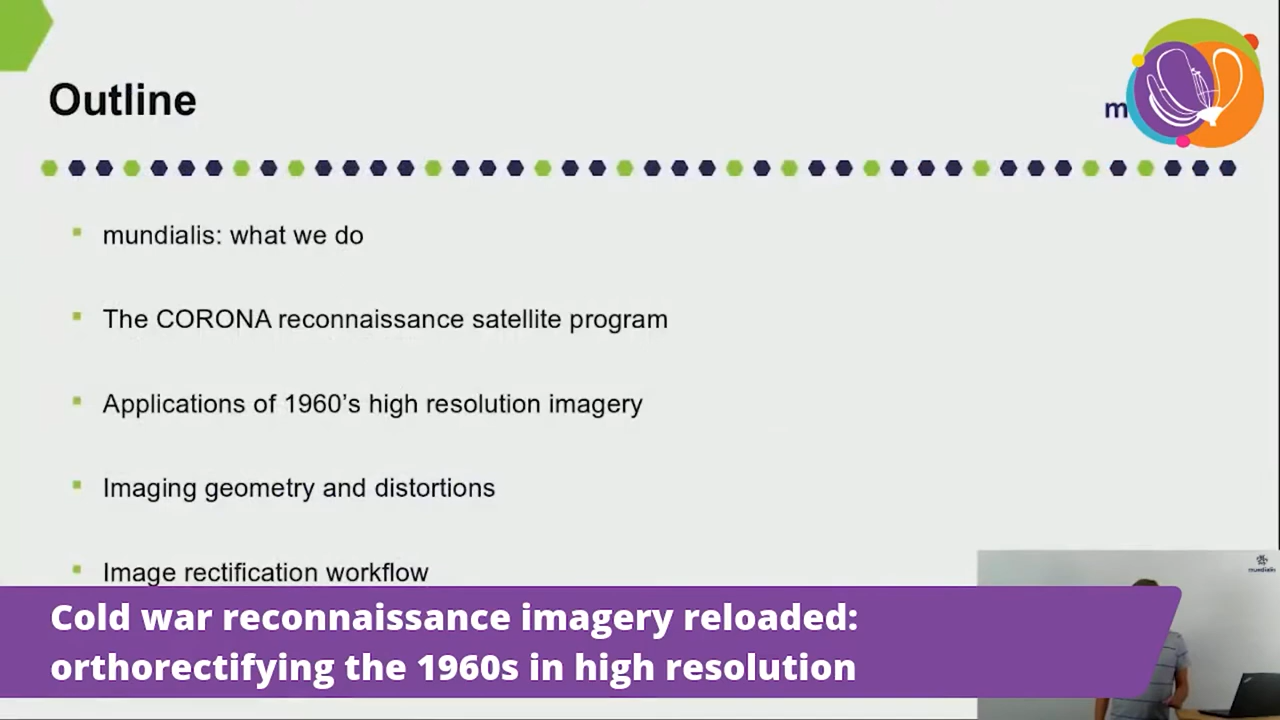 Outline
m
mundialis: what we do
The CORONA reconnaissance satellite program
Applications of 1960’s high resolution imagery
Imaging geometry and distortions
Image rectification workflow
mundialis
Cold war reconnaissance imagery reloaded:
orthorectifying the 1960s in high resolution